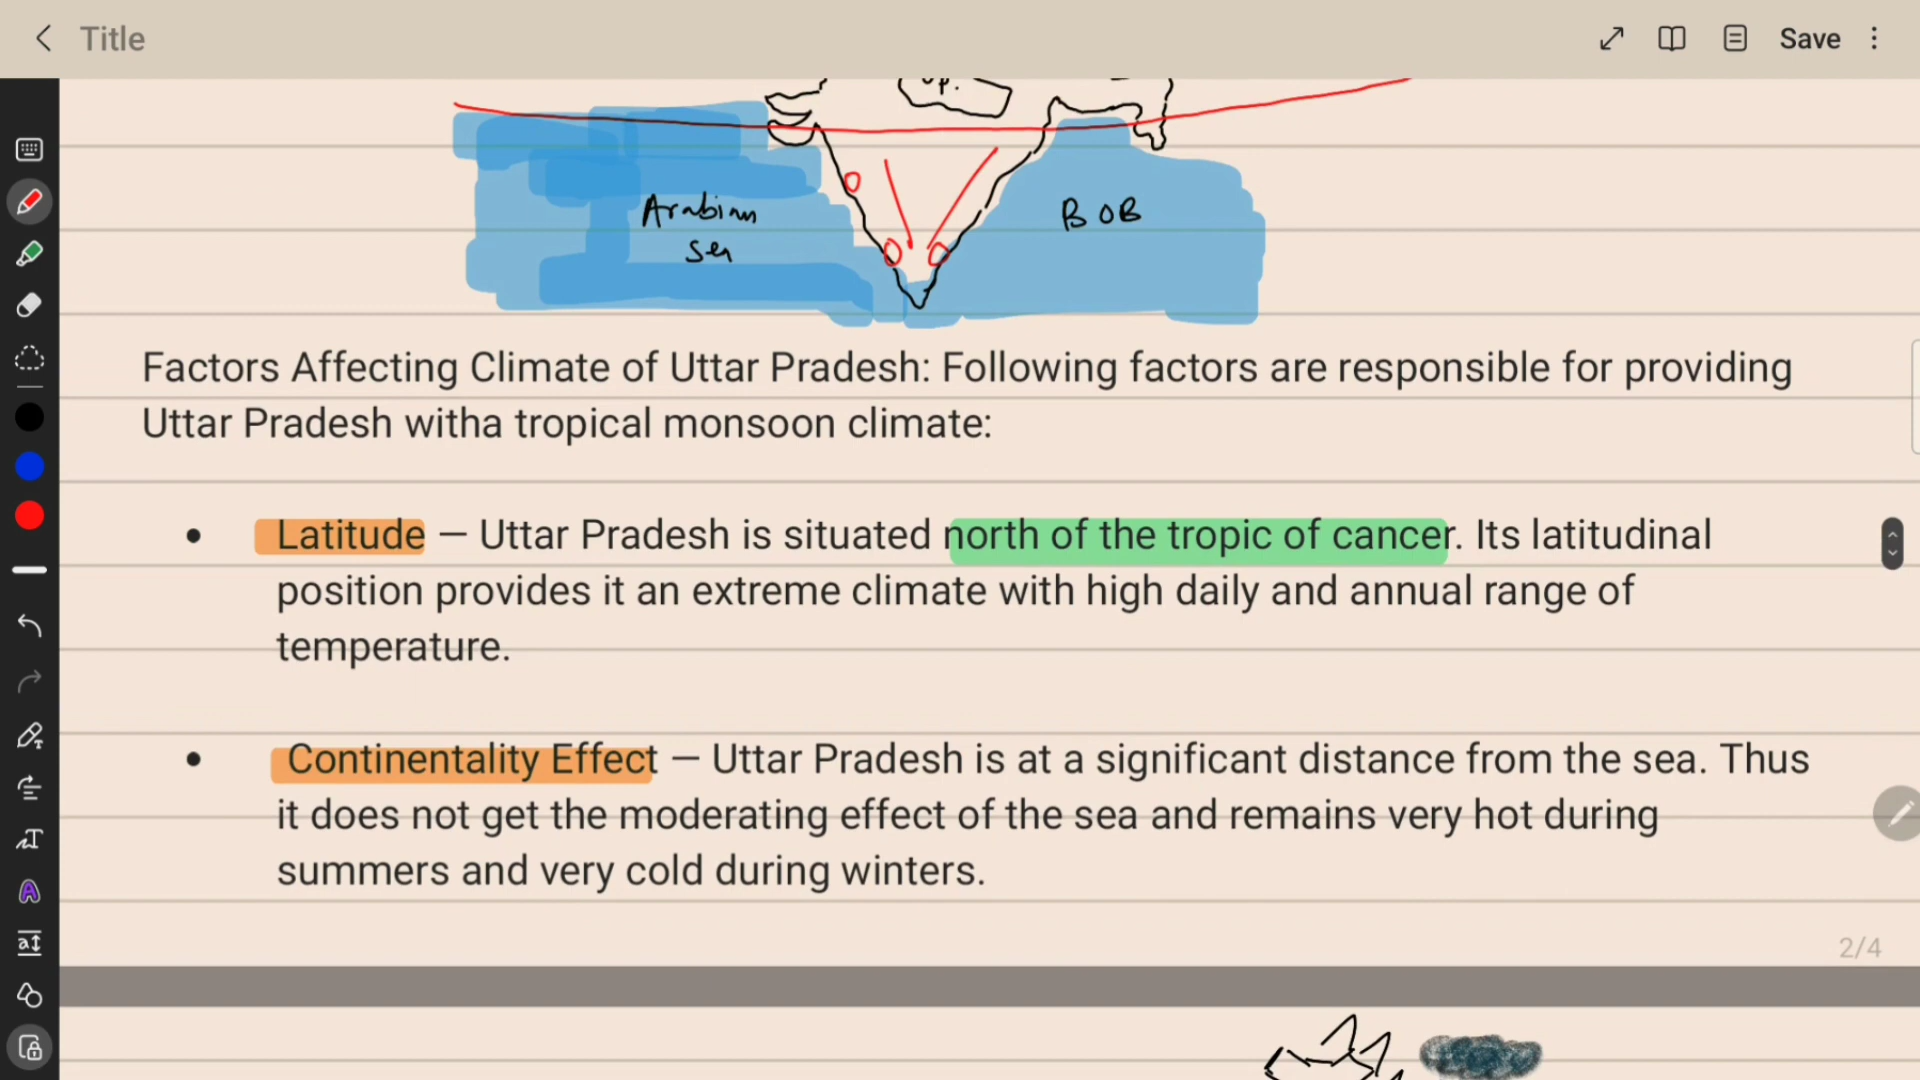 Title
Save
Up.
Arabian
Sea
BOB
Factors Affecting Climate of Uttar Pradesh: Following factors are responsible for providing
Uttar Pradesh witha tropical monsoon climate:
• Latitude — Uttar Pradesh is situated north of the tropic of cancer. Its latitudinal
position provides it an extreme climate with high daily and annual range of
temperature.
• Continentality Effect — Uttar Pradesh is at a significant distance from the sea. Thus
it does not get the moderating effect of the sea and remains very hot during
summers and very cold during winters.
2/4